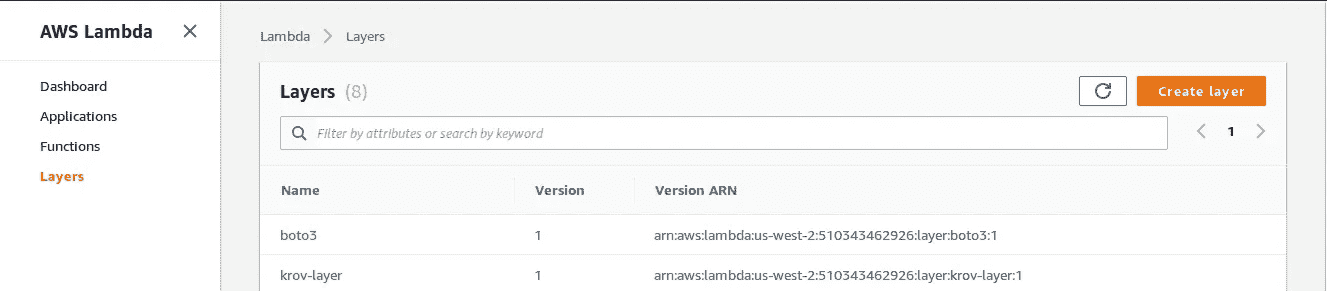 AWS Lambda
Dashboard
Applications
Functions
Layers
Lambda > Layers
Layers (8)
Create layer
Filter by attributes or search by keyword
1
Name Version Version ARN
boto3 1 arn:aws:lambda:us-west-2:510343462926:layer:boto3:1
krov-layer 1 arn:aws:lambda:us-west-2:510343462926:layer:krov-layer:1